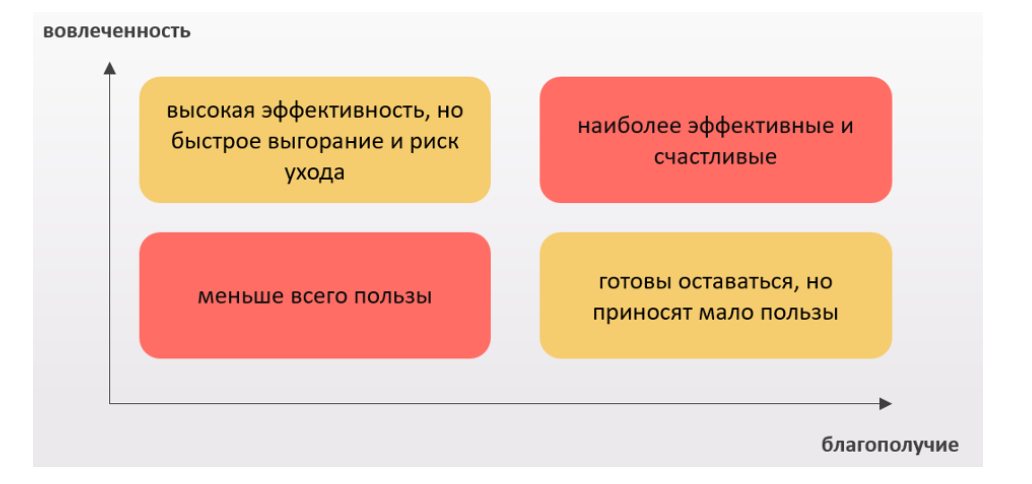 вовлеченность
высокая эффективность, но
быстрое выгорание и риск
ухода
наиболее эффективные и
счастливые
меньше всего пользы
готовы оставаться, но
приносят мало пользы
благополучие